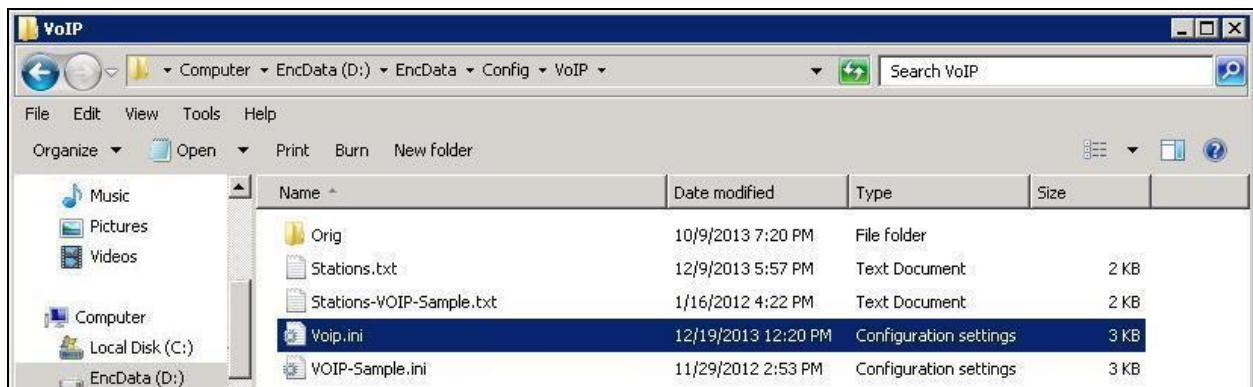 VoIP
Computer EncData (D:) EncData Config VoIP Search VoIP
File Edit View Tools Help
Organize Open Print Burn New folder
Music
Pictures
Videos
Computer
Local Disk (C:)
EncData (D:)
Name Date modified Type Size
Orig 10/9/2013 7:20 PM File folder
Stations.txt 12/9/2013 5:57 PM Text Document 2 KB
Stations-VOIP-Sample.txt 1/16/2012 4:22 PM Text Document 2 KB
Voip.ini 12/19/2013 12:20 PM Configuration settings 3 KB
VOIP-Sample.ini 11/29/2012 2:53 PM Configuration settings 3 KB